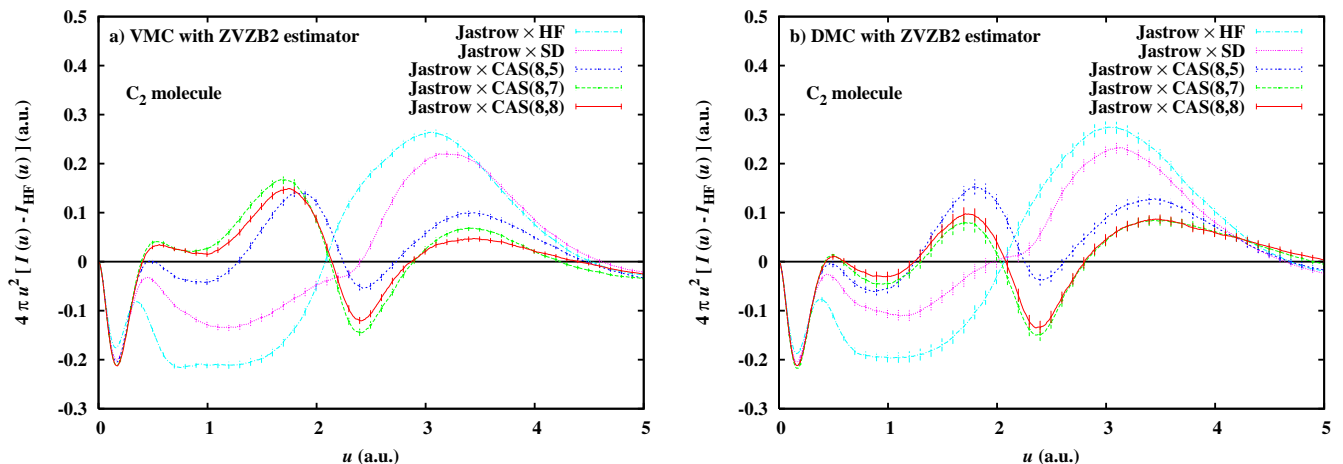 a) VMC with ZVZB2 estimator
C2 molecule
Jastrow × HF
Jastrow × SD
Jastrow × CAS(8,5)
Jastrow × CAS(8,7)
Jastrow × CAS(8,8)
4 π u² [ I (u) - I_HF (u) ] (a.u.)
0.5
0.4
0.3
0.2
0.1
0
-0.1
-0.2
-0.3
0 1 2 3 4 5
u (a.u.)
b) DMC with ZVZB2 estimator
C2 molecule
Jastrow × HF
Jastrow × SD
Jastrow × CAS(8,5)
Jastrow × CAS(8,7)
Jastrow × CAS(8,8)
4 π u² [ I (u) - I_HF (u) ] (a.u.)
0.5
0.4
0.3
0.2
0.1
0
-0.1
-0.2
-0.3
0 1 2 3 4 5
u (a.u.)